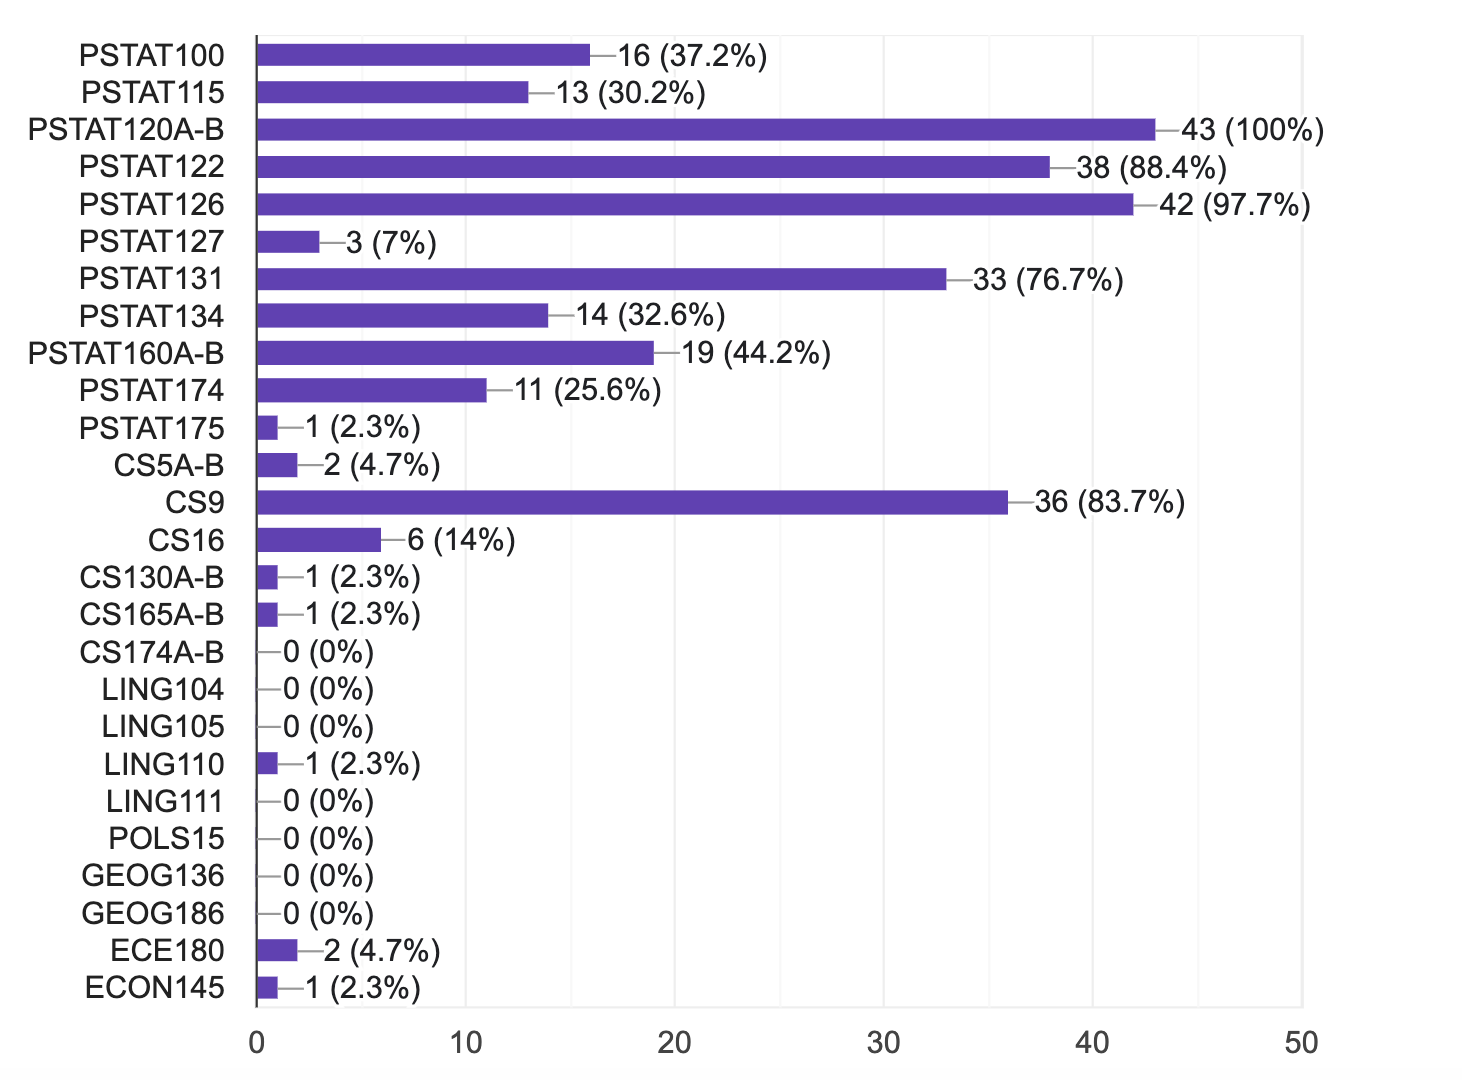 PSTAT100 16 (37.2%)
PSTAT115 13 (30.2%)
PSTAT120A-B 43 (100%)
PSTAT122 38 (88.4%)
PSTAT126 42 (97.7%)
PSTAT127 3 (7%)
PSTAT131 33 (76.7%)
PSTAT134 14 (32.6%)
PSTAT160A-B 19 (44.2%)
PSTAT174 11 (25.6%)
PSTAT175 1 (2.3%)
CS5A-B 2 (4.7%)
CS9 36 (83.7%)
CS16 6 (14%)
CS130A-B 1 (2.3%)
CS165A-B 1 (2.3%)
CS174A-B 0 (0%)
LING104 0 (0%)
LING105 0 (0%)
LING110 1 (2.3%)
LING111 0 (0%)
POLS15 0 (0%)
GEOG136 0 (0%)
GEOG186 0 (0%)
ECE180 2 (4.7%)
ECON145 1 (2.3%)
0 10 20 30 40 50